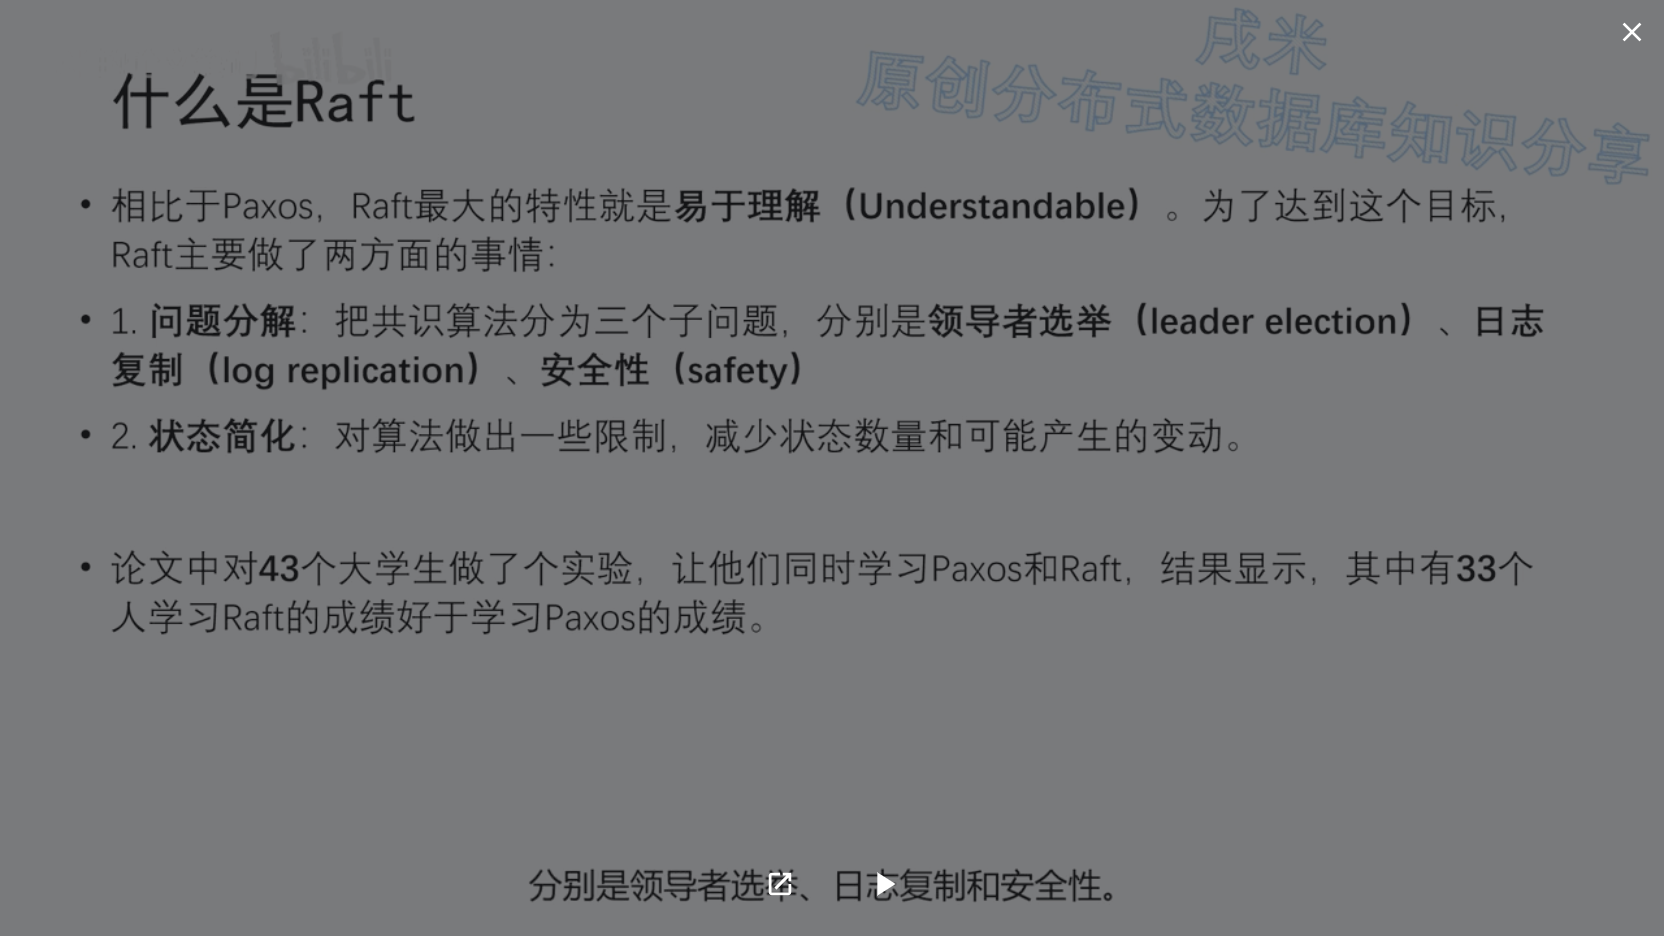 戌米
原创分布式数据库知识分享
bilibili
什么是Raft
• 相比于Paxos，Raft最大的特性就是易于理解（Understandable）。为了达到这个目标，
Raft主要做了两方面的事情：
• 1. 问题分解：把共识算法分为三个子问题，分别是领导者选举（leader election）、日志
复制（log replication）、安全性（safety）
• 2. 状态简化：对算法做出一些限制，减少状态数量和可能产生的变动。
• 论文中对43个大学生做了个实验，让他们同时学习Paxos和Raft，结果显示，其中有33个
人学习Raft的成绩好于学习Paxos的成绩。
分别是领导者选举、日志复制和安全性。